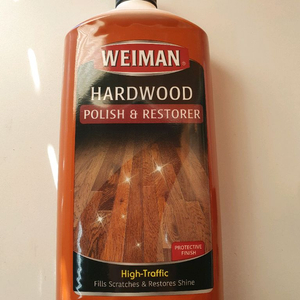 WEIMAN®
HARDWOOD
POLISH & RESTORER
PROTECTIVE
FINISH
High-Traffic
Fills Scratches & Restores Shine